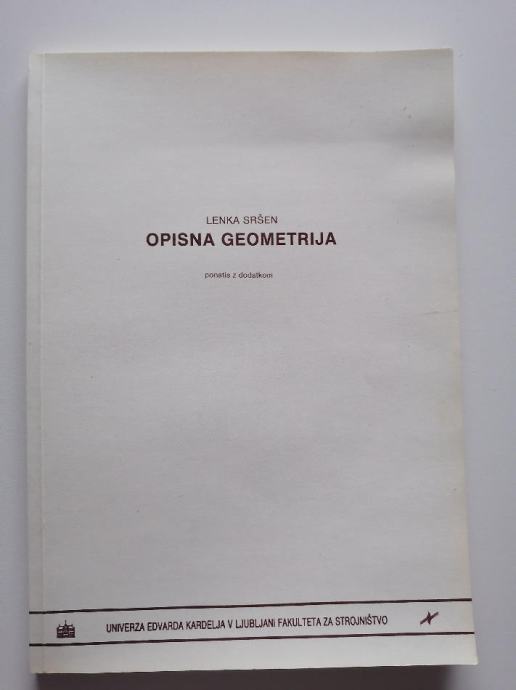 LENKA SRŠEN
OPISNA GEOMETRIJA
ponatis z dodatkom
UNIVERZA EDVARDA KARDELJA V LJUBLJANI FAKULTETA ZA STROJNIŠTVO